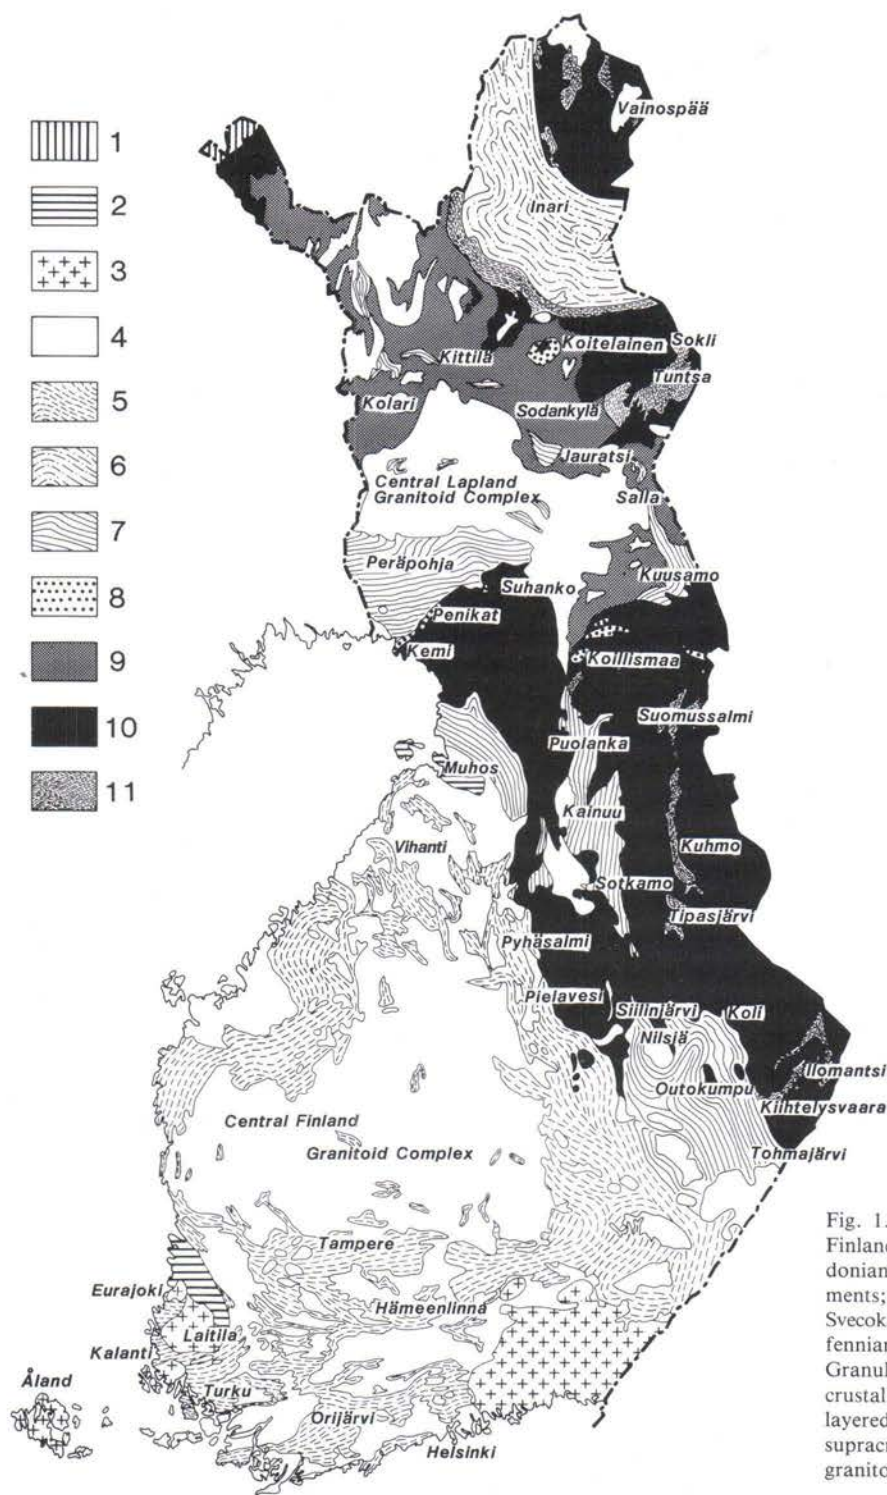 1
2
3
4
5
6
7
8
9
10
11
Vainospää
Inari
Koitelainen
Sokli
Kittilä
Tuntsa
Kolari
Sodankylä
Jauratsi
Central Lapland
Granitoid Complex
Salla
Peräpohja
Suhanko
Kuusamo
Penikat
Kemi
Koillismaa
Suomussalmi
Puolanka
Muhos
Kainuu
Vihanti
Kuhmo
Sotkamo
Tipasjärvi
Pyhäsalmi
Pielavesi
Siilinjärvi
Koli
Nilsiä
Ilomantsi
Outokumpu
Kiihtelysvaara
Central Finland
Granitoid Complex
Tohmajärvi
Tampere
Eurajoki
Hämeenlinna
Laitila
Kalanti
Åland
Turku
Orijärvi
Helsinki
Fig. 1.
Finland
donian
ments;
Svecok
fennian
Granul
crustal
layered
supracr
granito